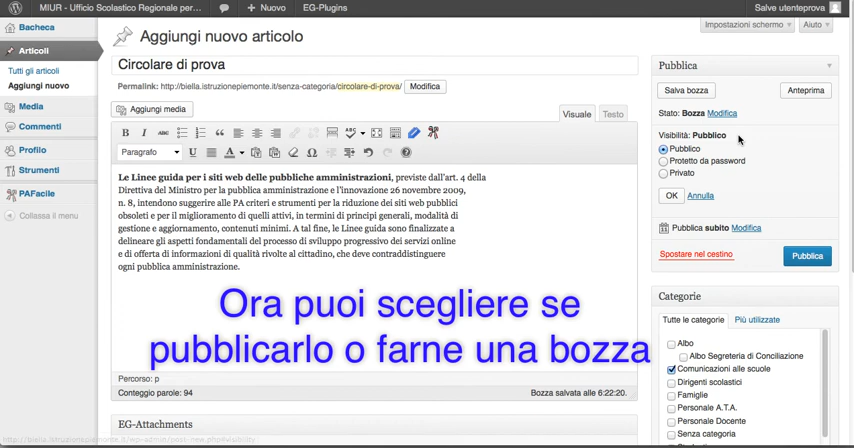 MIUR - Ufficio Scolastico Regionale per...
+ Nuovo
EG-Plugins
Salve utenteprova
Impostazioni schermo
Aiuto
Bacheca
Articoli
Tutti gli articoli
Aggiungi nuovo
Media
Commenti
Profilo
Strumenti
PAFacile
Collassa il menu
Aggiungi nuovo articolo
Circolare di prova
Permalink: http://biella.istruzionepiemonte.it/senza-categoria/circolare-di-prova/ Modifica
Aggiungi media
Visuale
Testo
B I ABC
ABC
Paragrafo
U A
Le Linee guida per i siti web delle pubbliche amministrazioni, previste dall'art. 4 della
Direttiva del Ministro per la pubblica amministrazione e l'innovazione 26 novembre 2009,
n. 8, intendono suggerire alle PA criteri e strumenti per la riduzione dei siti web pubblici
obsoleti e per il miglioramento di quelli attivi, in termini di principi generali, modalità di
gestione e aggiornamento, contenuti minimi. A tal fine, le Linee guida sono finalizzate a
delineare gli aspetti fondamentali del processo di sviluppo progressivo dei servizi online
e di offerta di informazioni di qualità rivolte al cittadino, che deve contraddistinguere
ogni pubblica amministrazione.
Ora puoi scegliere se
pubblicarlo o farne una bozza
Percorso: p
Conteggio parole: 94
Bozza salvata alle 6:22:20.
EG-Attachments
Pubblica
Salva bozza
Anteprima
Stato: Bozza Modifica
Visibilità: Pubblico
Pubblico
Protetto da password
Privato
OK
Annulla
Pubblica subito Modifica
Spostare nel cestino
Pubblica
Categorie
Tutte le categorie
Più utilizzate
Albo
Albo Segreteria di Conciliazione
Comunicazioni alle scuole
Dirigenti scolastici
Famiglie
Personale A.T.A.
Personale Docente
Senza categoria